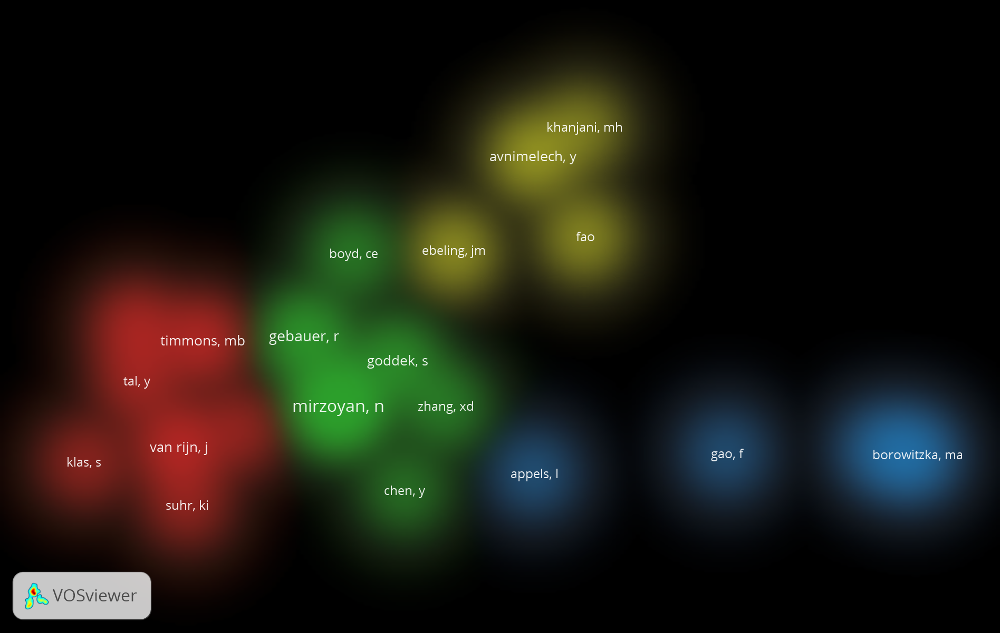 khanjani, mh
avnimelech, y
fao
ebeling, jm
boyd, ce
gebauer, r
timmons, mb
goddek, s
tal, y
mirzoyan, n
zhang, xd
van rijn, j
gao, f
borowitzka, ma
klas, s
appels, l
chen, y
suhr, ki
VOSviewer